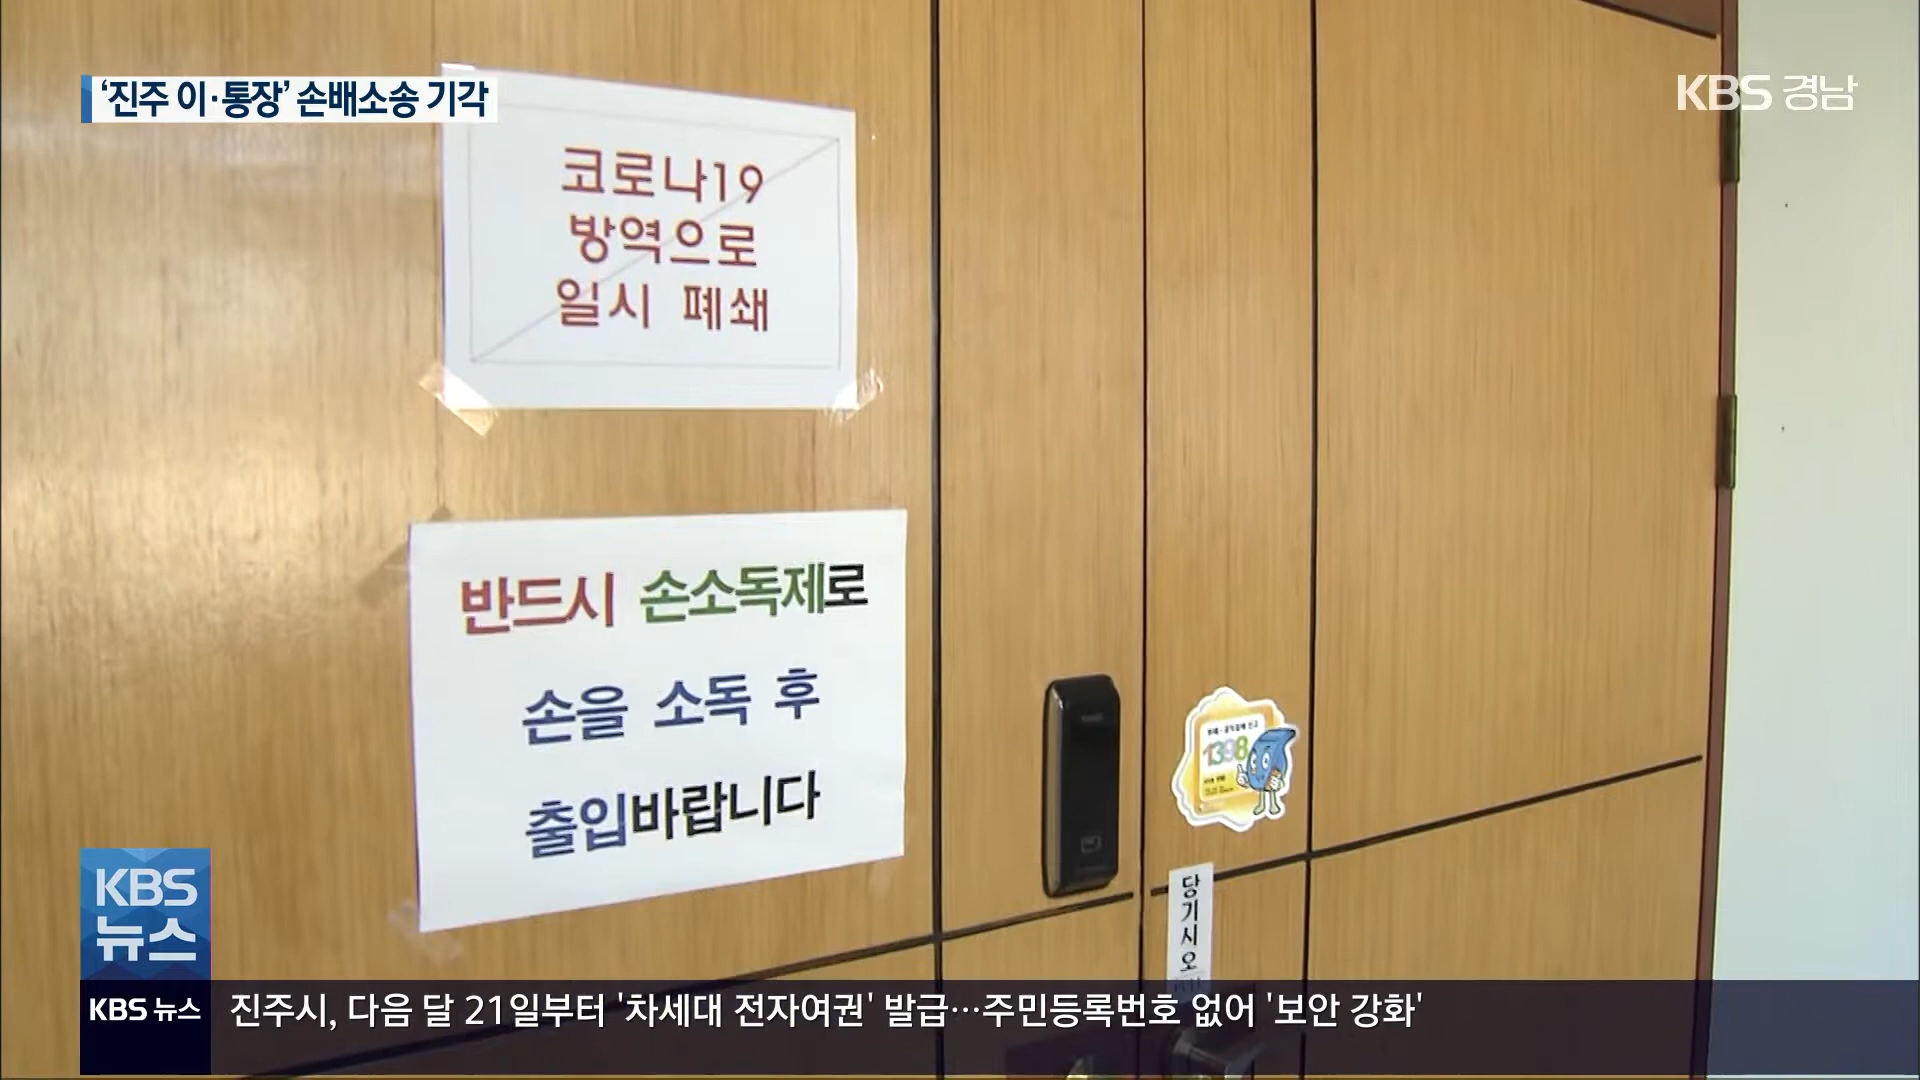 ‘진주 이·통장’ 손배소송 기각
KBS 경남
코로나19
방역으로
일시 폐쇄
반드시 손소독제로
손을 소독 후
출입바랍니다
1398
당기시오
KBS
뉴스
KBS 뉴스
진주시, 다음 달 21일부터 '차세대 전자여권' 발급…주민등록번호 없어 '보안 강화'